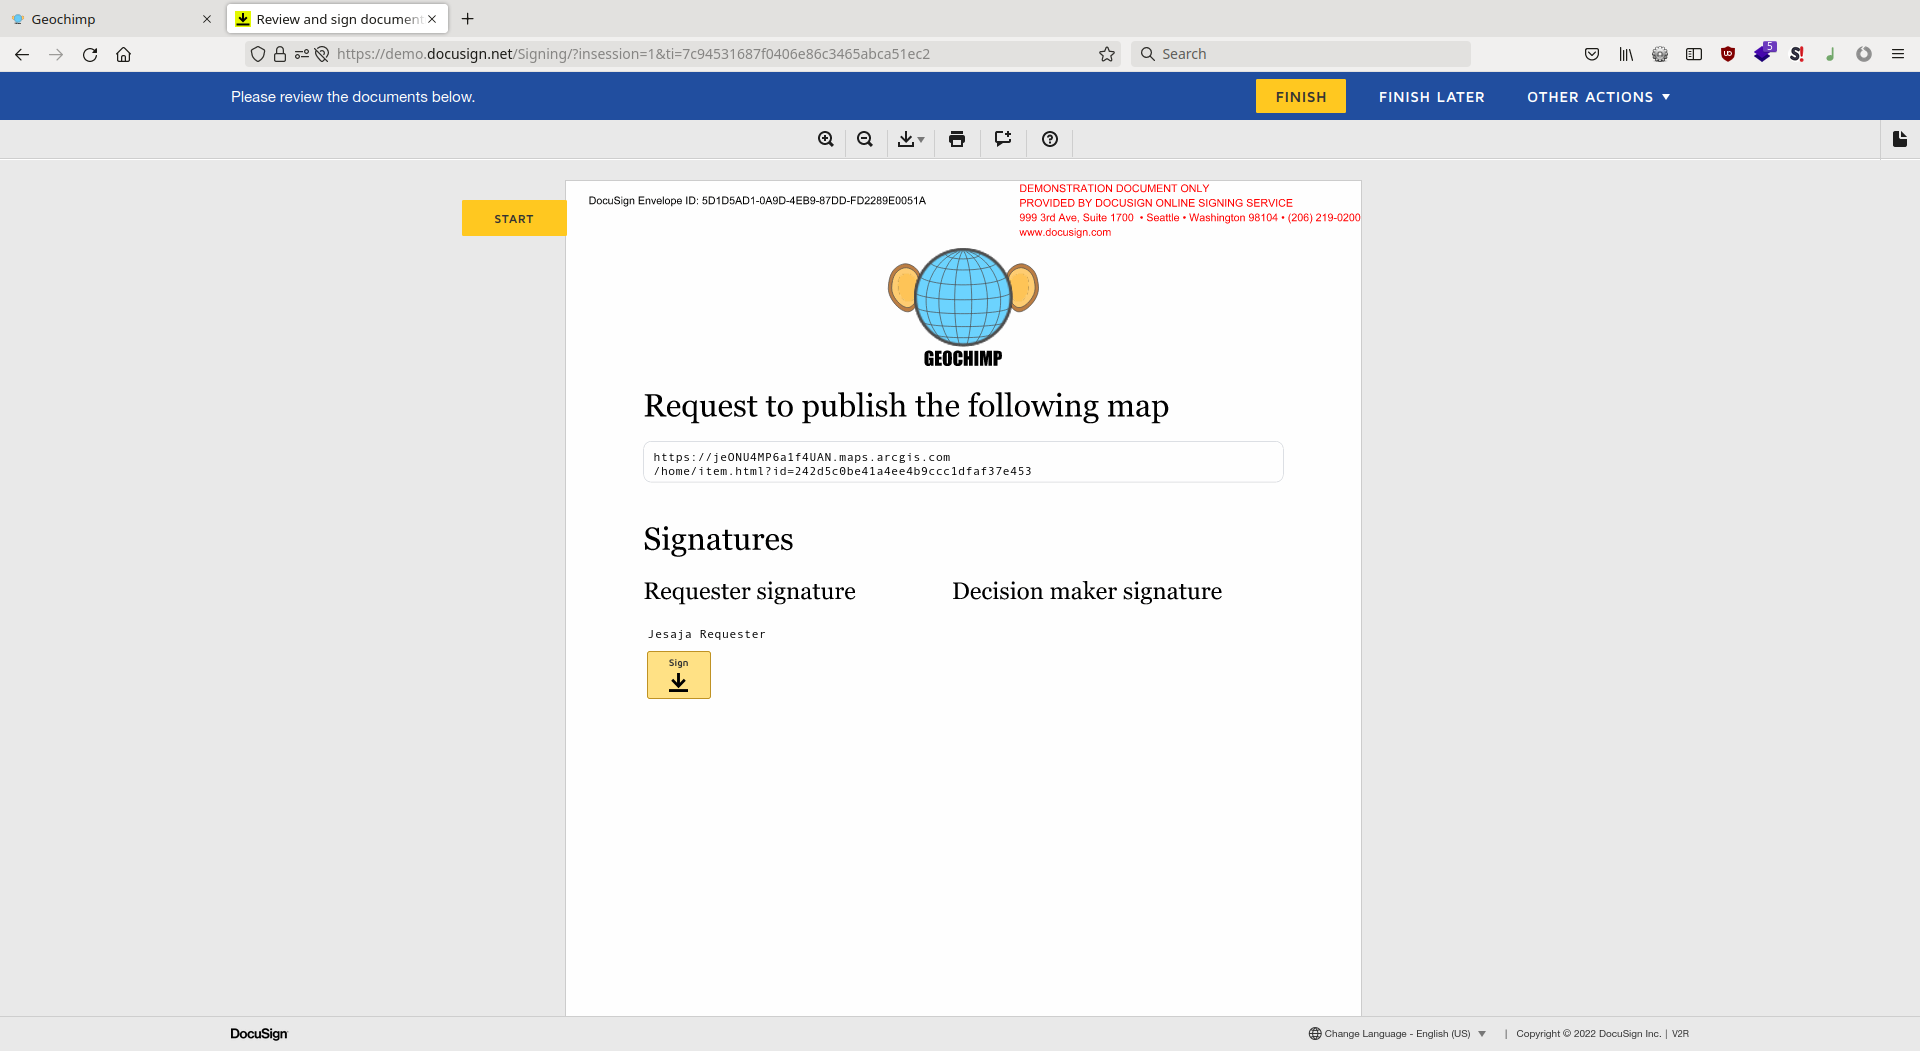 Geochimp
Review and sign documen
https://demo.docusign.net/Signing/?insession=1&ti=7c94531687f0406e86c3465abca51ec2
Search
5
Please review the documents below.
FINISH
FINISH LATER
OTHER ACTIONS
START
DocuSign Envelope ID: 5D1D5AD1-0A9D-4EB9-87DD-FD2289E0051A
DEMONSTRATION DOCUMENT ONLY
PROVIDED BY DOCUSIGN ONLINE SIGNING SERVICE
999 3rd Ave, Suite 1700 • Seattle • Washington 98104 • (206) 219-0200
www.docusign.com
GEOCHIMP
Request to publish the following map
https://jeONU4MP6a1f4UAN.maps.arcgis.com
/home/item.html?id=242d5c0be41a4ee4b9ccc1dfaf37e453
Signatures
Requester signature
Decision maker signature
Jesaja Requester
Sign
DocuSign
Change Language - English (US) | Copyright © 2022 DocuSign Inc. | V2R